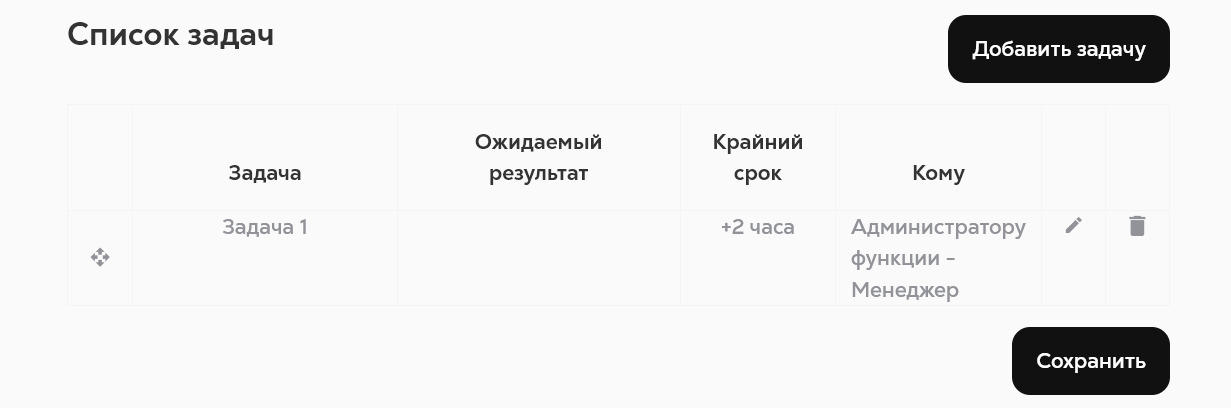 Список задач
Добавить задачу
Задача
Ожидаемый
результат
Крайний
срок
Кому
Задача 1
+2 часа
Администратору
функции -
Менеджер
Сохранить